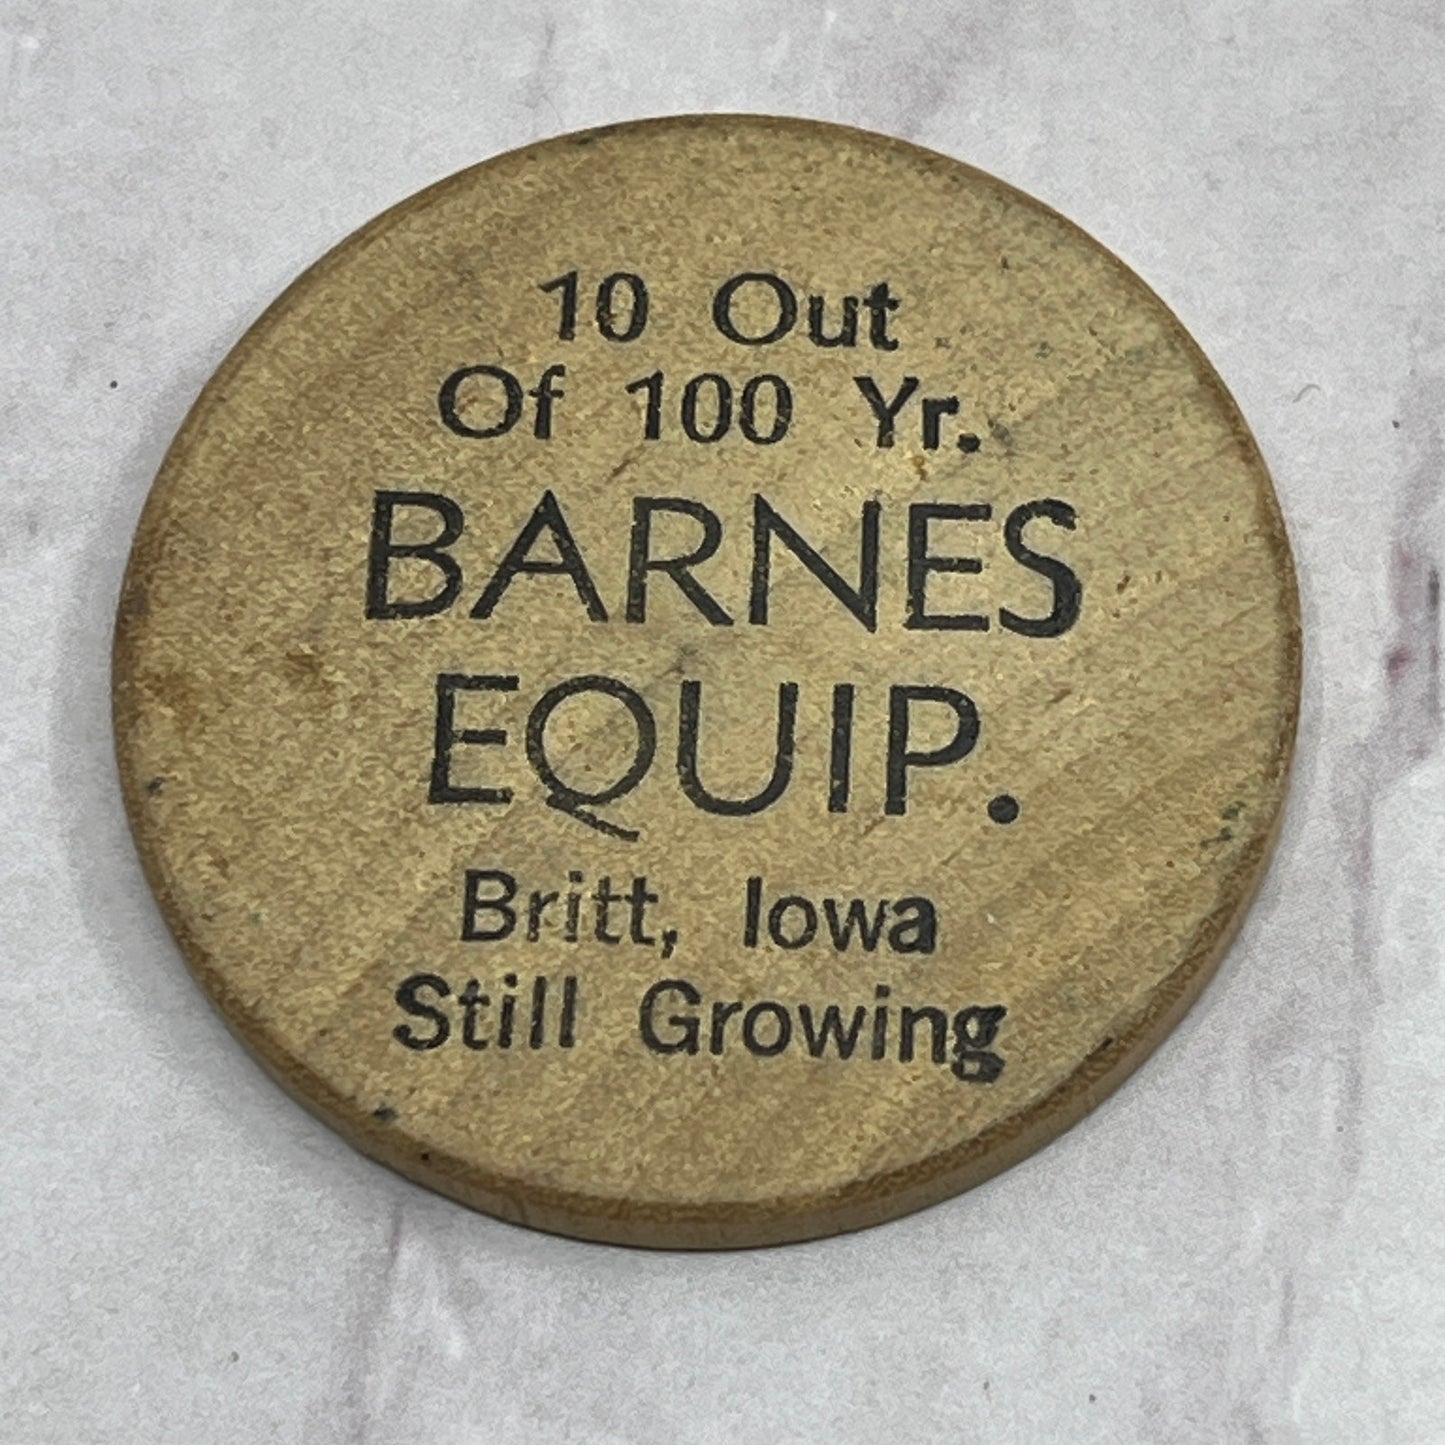 10 Out
Of 100 Yr.
BARNES
EQUIP.
Britt, Iowa
Still Growing